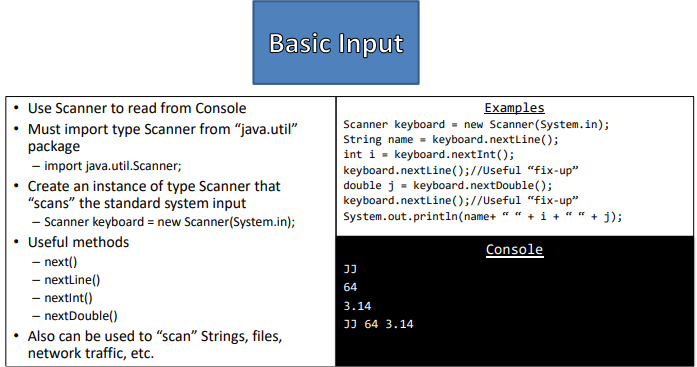 Basic Input
• Use Scanner to read from Console
• Must import type Scanner from “java.util”
package
– import java.util.Scanner;
• Create an instance of type Scanner that
“scans” the standard system input
– Scanner keyboard = new Scanner(System.in);
• Useful methods
– next()
– nextLine()
– nextInt()
– nextDouble()
• Also can be used to “scan” Strings, files,
network traffic, etc.
Examples
Scanner keyboard = new Scanner(System.in);
String name = keyboard.nextLine();
int i = keyboard.nextInt();
keyboard.nextLine();//Useful “fix-up”
double j = keyboard.nextDouble();
keyboard.nextLine();//Useful “fix-up”
System.out.println(name+ “ “ + i + “ “ + j);
Console
JJ
64
3.14
JJ 64 3.14